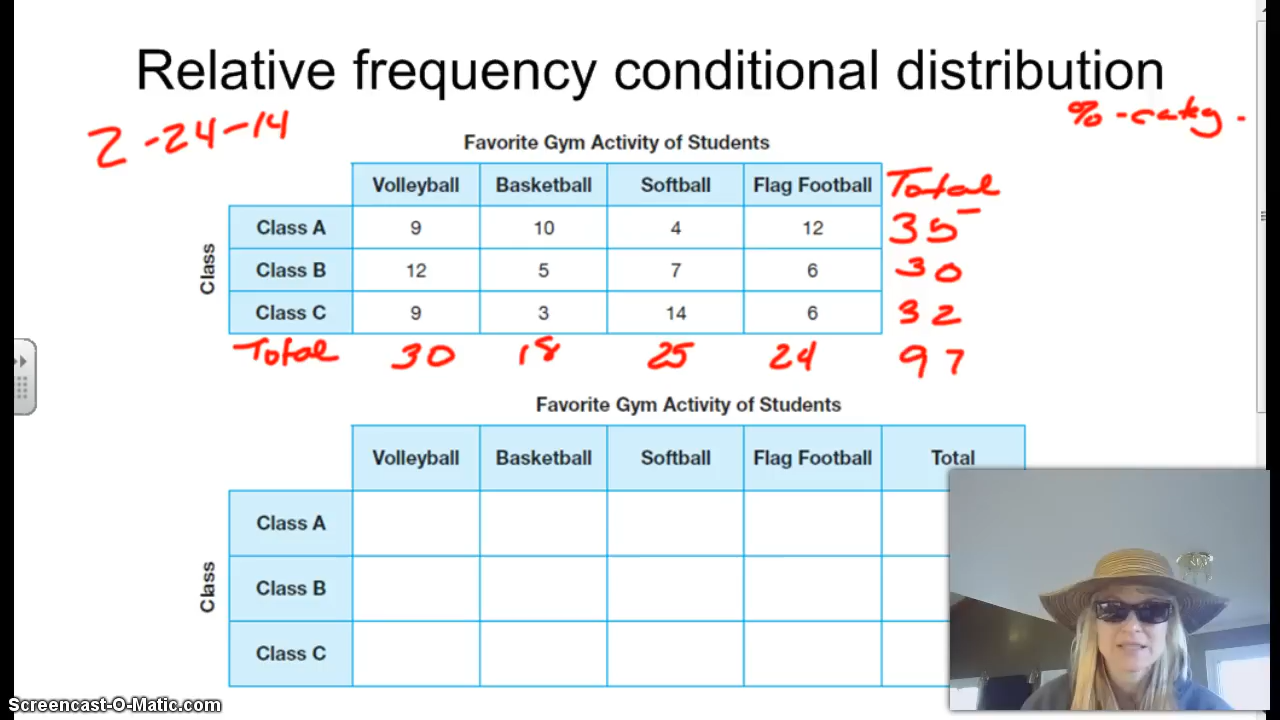 Relative frequency conditional distribution
2-24-14
% - categ.
Favorite Gym Activity of Students
Volleyball Basketball Softball Flag Football Total
Class A 9 10 4 12 35
Class B 12 5 7 6 30
Class C 9 3 14 6 32
Class
Total 30 18 25 24 97
Favorite Gym Activity of Students
Volleyball Basketball Softball Flag Football Total
Class A
Class B
Class C
Class
Screencast-O-Matic.com